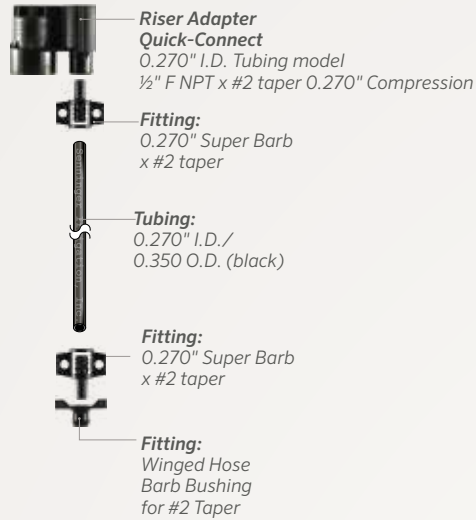 Riser Adapter
Quick-Connect
0.270" I.D. Tubing model
½" F NPT x #2 taper 0.270" Compression
Fitting:
0.270" Super Barb
x #2 taper
Tubing:
0.270" I.D./
0.350 O.D. (black)
Fitting:
0.270" Super Barb
x #2 taper
Fitting:
Winged Hose
Barb Bushing
for #2 Taper